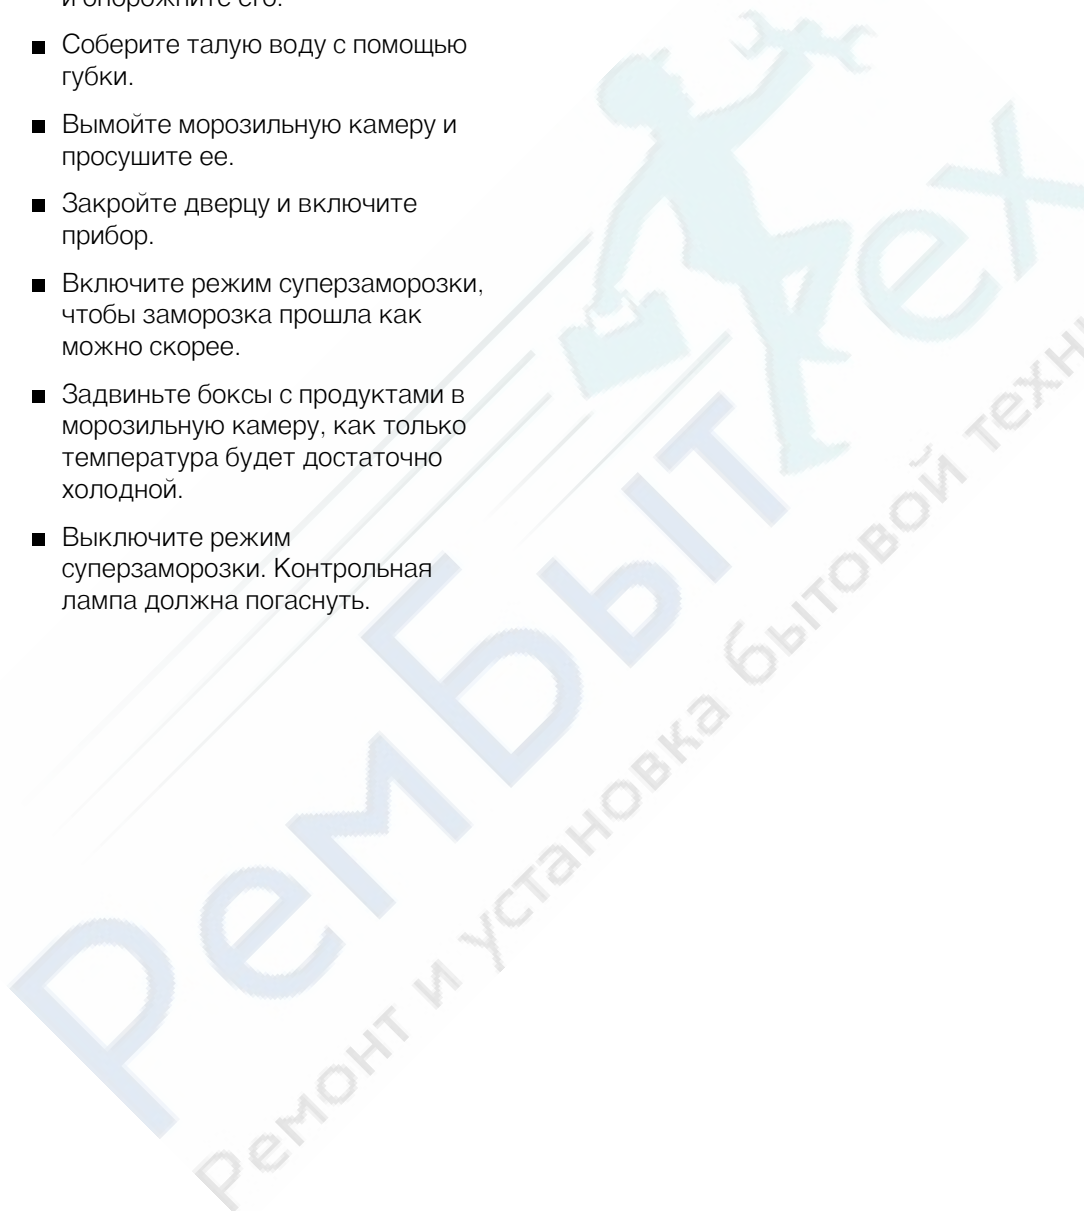 и опорожните его.
■ Соберите талую воду с помощью
губки.
■ Вымойте морозильную камеру и
просушите ее.
■ Закройте дверцу и включите
прибор.
■ Включите режим суперзаморозки,
чтобы заморозка прошла как
можно скорее.
■ Задвиньте боксы с продуктами в
морозильную камеру, как только
температура будет достаточно
холодной.
■ Выключите режим
суперзаморозки. Контрольная
лампа должна погаснуть.
РемБытТех
Ремонт и установка бытовой